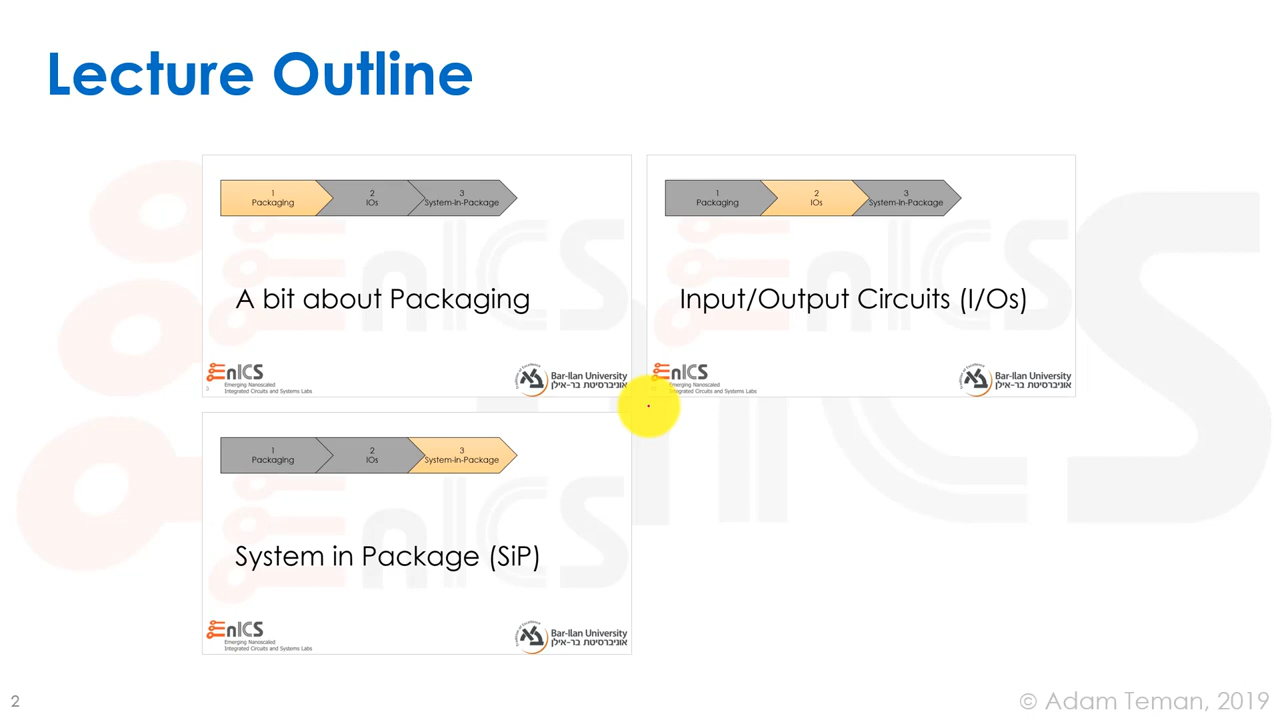 Lecture Outline
1
Packaging
2
IOs
3
System-In-Package
A bit about Packaging
EnICS
Emerging Nanoscaled
Integrated Circuits and Systems Labs
Bar-Ilan University
אוניברסיטת בר-אילן
1
Packaging
2
IOs
3
System-In-Package
Input/Output Circuits (I/Os)
EnICS
Emerging Nanoscaled
Integrated Circuits and Systems Labs
Bar-Ilan University
אוניברסיטת בר-אילן
1
Packaging
2
IOs
3
System-In-Package
System in Package (SiP)
EnICS
Emerging Nanoscaled
Integrated Circuits and Systems Labs
Bar-Ilan University
אוניברסיטת בר-אילן
2
© Adam Teman, 2019